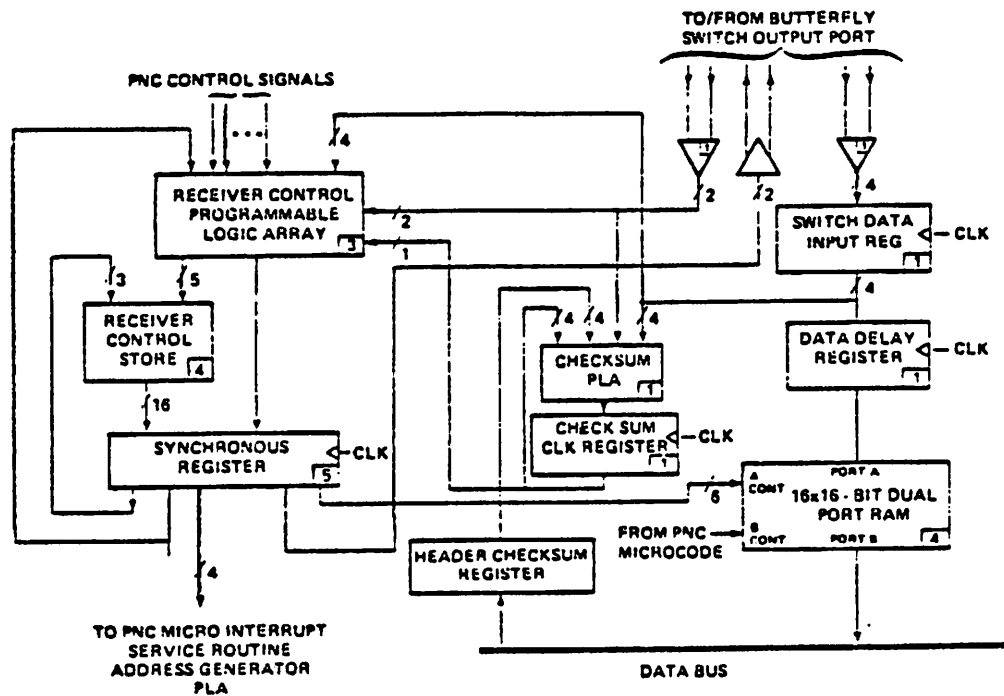 TO/FROM BUTTERFLY
SWITCH OUTPUT PORT
PNC CONTROL SIGNALS
4
1
1
2
2
4
RECEIVER CONTROL
PROGRAMMABLE
LOGIC ARRAY
3
2
1
SWITCH DATA
INPUT REG
1
CLK
3
5
4
4
4
4
RECEIVER
CONTROL
STORE
4
CHECKSUM
PLA
1
DATA DELAY
REGISTER
1
CLK
16
CHECK SUM
CLK REGISTER
1
CLK
SYNCHRONOUS
REGISTER
5
CLK
6
A
CONT
PORT A
16x16 - BIT DUAL
PORT RAM
B
CONT
PORT B
4
FROM PNC
MICROCODE
HEADER CHECKSUM
REGISTER
4
TO PNC MICRO INTERRUPT
SERVICE ROUTINE
ADDRESS GENERATOR
PLA
DATA BUS